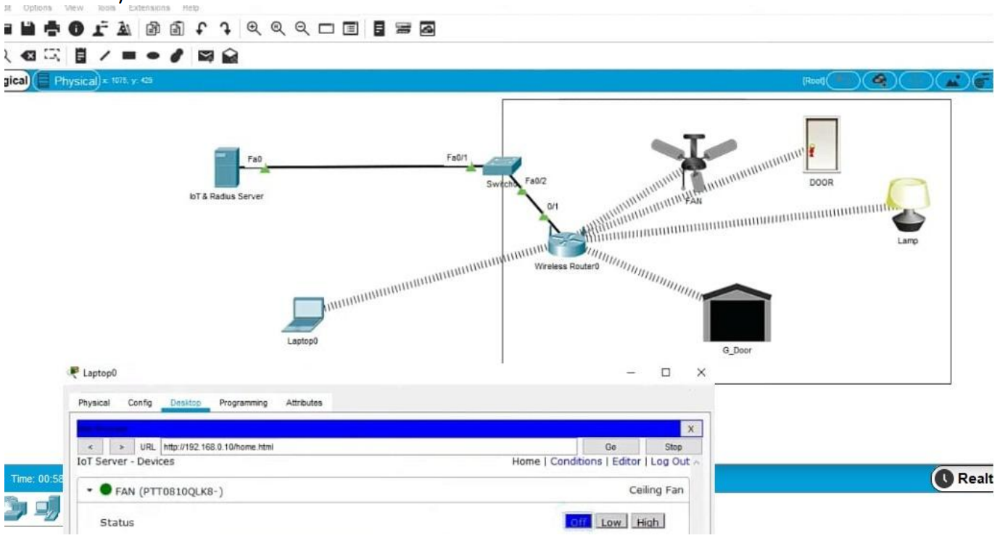 Options View Tools Extensions Help
gical Physical x: 1075, y: 429 [Root]
Fa0
IoT & Radius Server
Fa0/1
Switch0
Fa0/2
0/1
Wireless Router0
FAN
DOOR
Lamp
G_Door
Laptop0
Laptop0
Physical Config Desktop Programming Attributes
X
< > URL http://192.168.0.10/home.html Go Stop
IoT Server - Devices Home | Conditions | Editor | Log Out
Time: 00:58 Realt
FAN (PTT0810QLK8-) Ceiling Fan
Status Off Low High